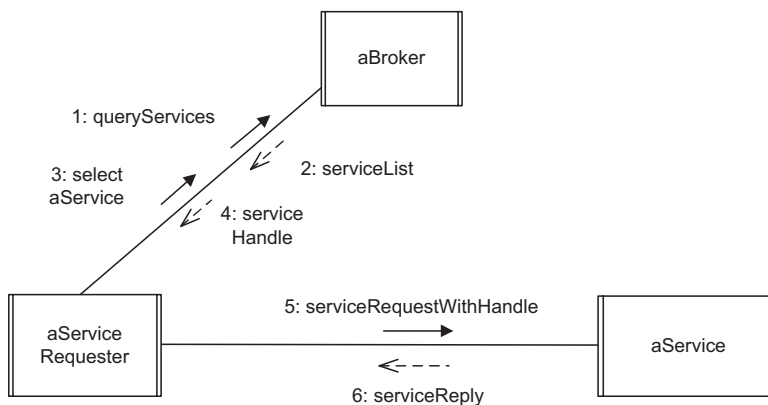 aBroker
1: queryServices
2: serviceList
3: select
aService
4: service
Handle
aService
Requester
5: serviceRequestWithHandle
aService
6: serviceReply